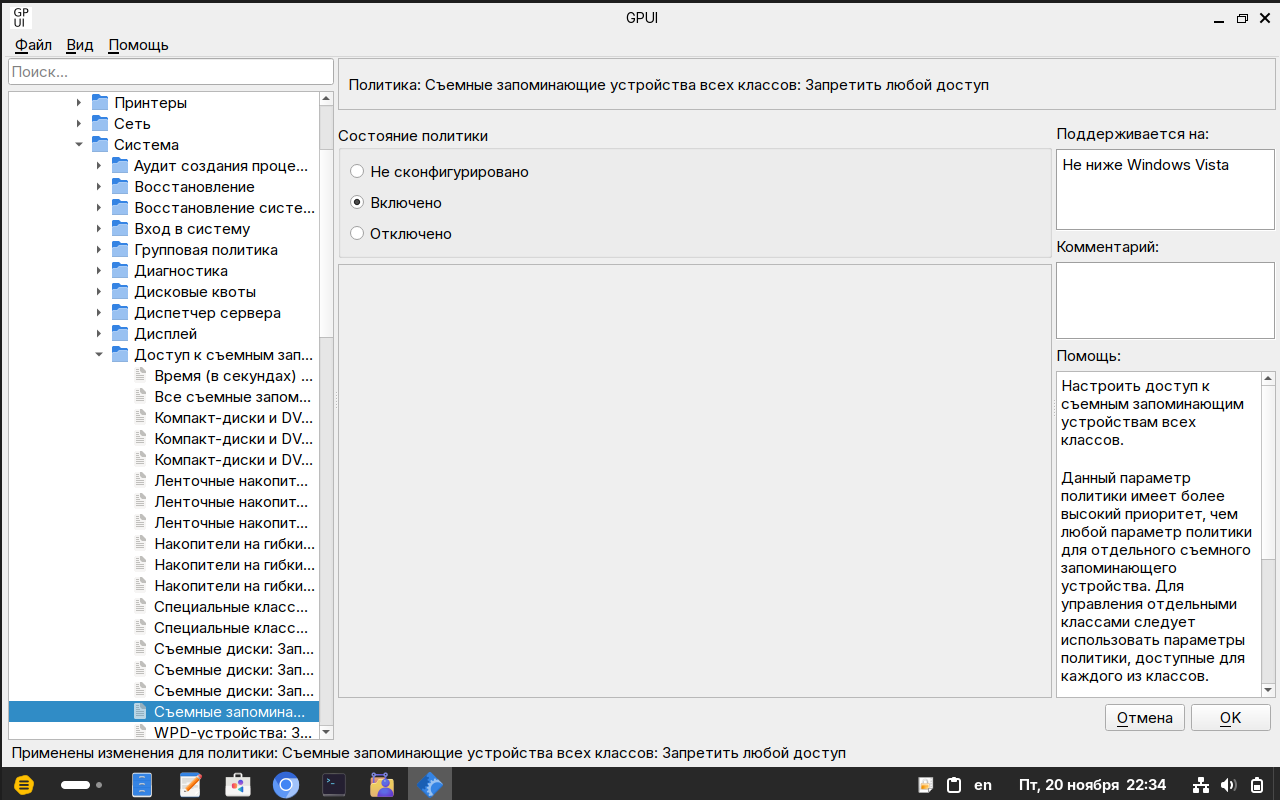 GP
UI
GPUI
Файл Вид Помощь
Поиск...
Принтеры
Сеть
Система
Аудит создания проце...
Восстановление
Восстановление систе...
Вход в систему
Групповая политика
Диагностика
Дисковые квоты
Диспетчер сервера
Дисплей
Доступ к съемным зап...
Время (в секундах) ...
Все съемные запом...
Компакт-диски и DV...
Компакт-диски и DV...
Компакт-диски и DV...
Ленточные накопит...
Ленточные накопит...
Ленточные накопит...
Накопители на гибки...
Накопители на гибки...
Накопители на гибки...
Специальные класс...
Специальные класс...
Съемные диски: Зап...
Съемные диски: Зап...
Съемные диски: Зап...
Съемные запомина...
WPD-устройства: З...
Политика: Съемные запоминающие устройства всех классов: Запретить любой доступ
Состояние политики
Не сконфигурировано
Включено
Отключено
Поддерживается на:
Не ниже Windows Vista
Комментарий:
Помощь:
Настроить доступ к
съемным запоминающим
устройствам всех
классов.
Данный параметр
политики имеет более
высокий приоритет, чем
любой параметр политики
для отдельного съемного
запоминающего
устройства. Для
управления отдельными
классами следует
использовать параметры
политики, доступные для
каждого из классов.
Отмена OK
Применены изменения для политики: Съемные запоминающие устройства всех классов: Запретить любой доступ
en Пт, 20 ноября 22:34